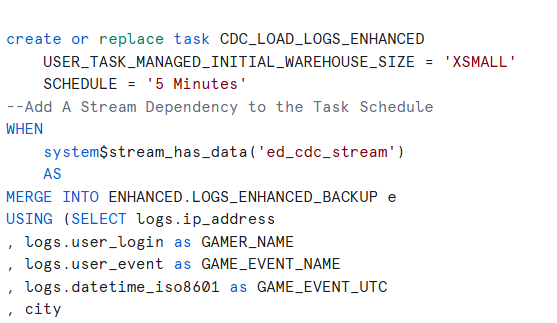 create or replace task CDC_LOAD_LOGS_ENHANCED
USER_TASK_MANAGED_INITIAL_WAREHOUSE_SIZE = 'XSMALL'
SCHEDULE = '5 Minutes'
--Add A Stream Dependency to the Task Schedule
WHEN
system$stream_has_data('ed_cdc_stream')
AS
MERGE INTO ENHANCED.LOGS_ENHANCED_BACKUP e
USING (SELECT logs.ip_address
, logs.user_login as GAMER_NAME
, logs.user_event as GAME_EVENT_NAME
, logs.datetime_iso8601 as GAME_EVENT_UTC
, city